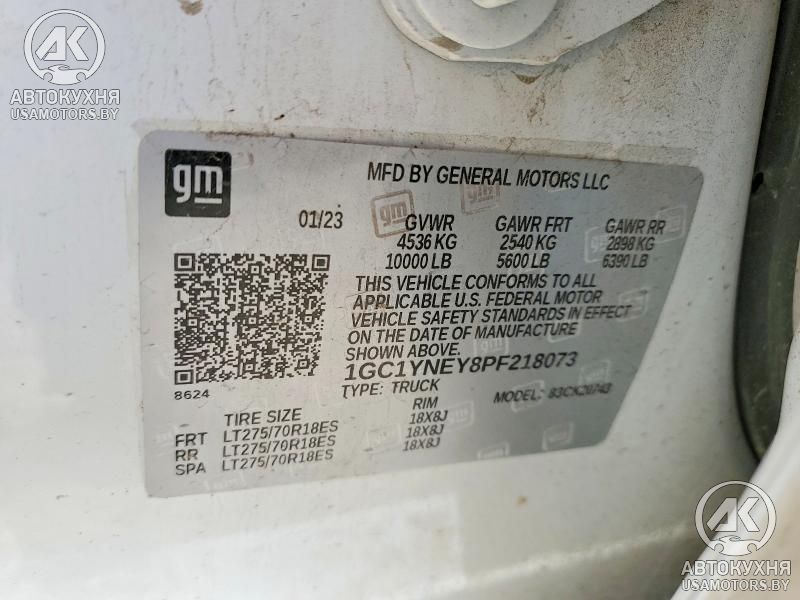 AK
АВТОКУХНЯ
USAMOTORS.BY
gm
MFD BY GENERAL MOTORS LLC
01/23
GVWR GAWR FRT GAWR RR
4536 KG 2540 KG 2898 KG
10000 LB 5600 LB 6390 LB
THIS VEHICLE CONFORMS TO ALL
APPLICABLE U.S. FEDERAL MOTOR
VEHICLE SAFETY STANDARDS IN EFFECT
ON THE DATE OF MANUFACTURE
SHOWN ABOVE.
1GC1YNEY8PF218073
8624
TYPE: TRUCK MODEL: 83CK20743
TIRE SIZE RIM
FRT LT275/70R18ES 18X8J
RR LT275/70R18ES 18X8J
SPA LT275/70R18ES 18X8J
AK
АВТОКУХНЯ
USAMOTORS.BY